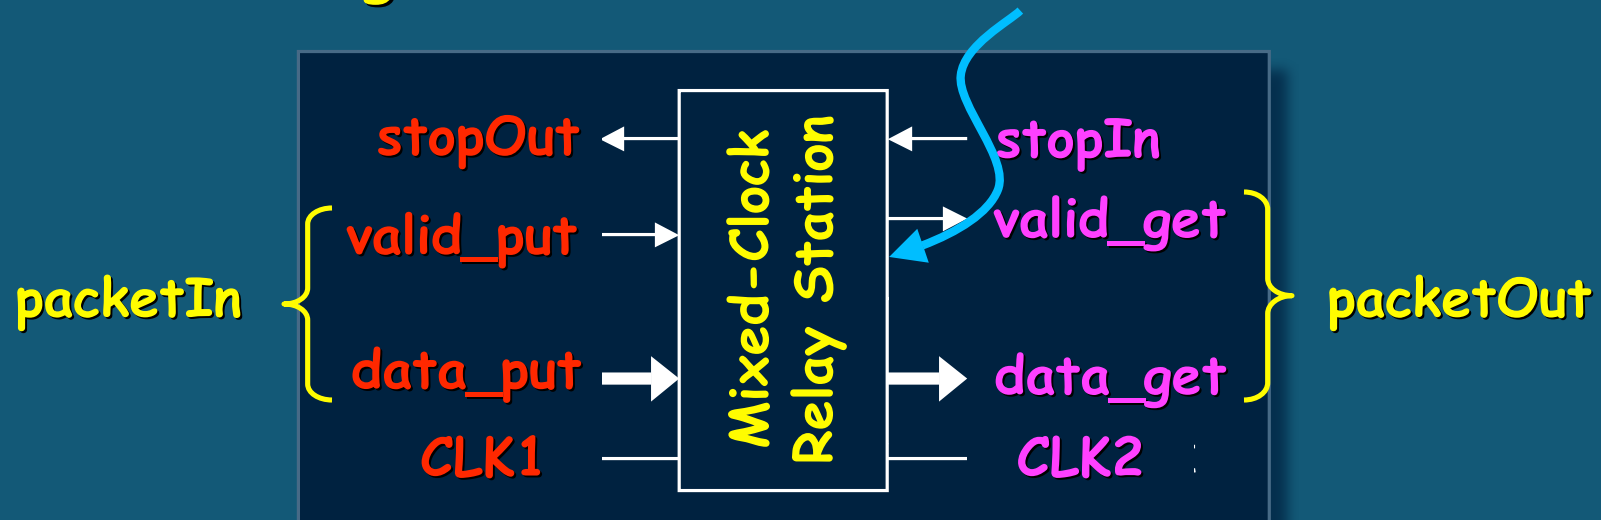 stopOut
stopIn
valid_put
valid_get
packetIn
Mixed-Clock
Relay Station
packetOut
data_put
data_get
CLK1
CLK2